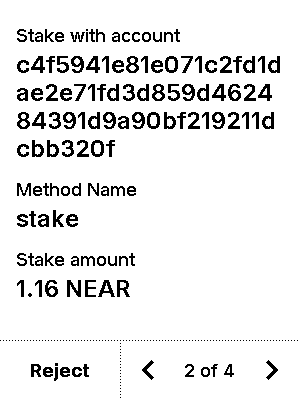 Stake with account
c4f5941e81e071c2fd1d
ae2e71fd3d859d4624
84391d9a90bf219211d
cbb320f
Method Name
stake
Stake amount
1.16 NEAR
Reject
2 of 4